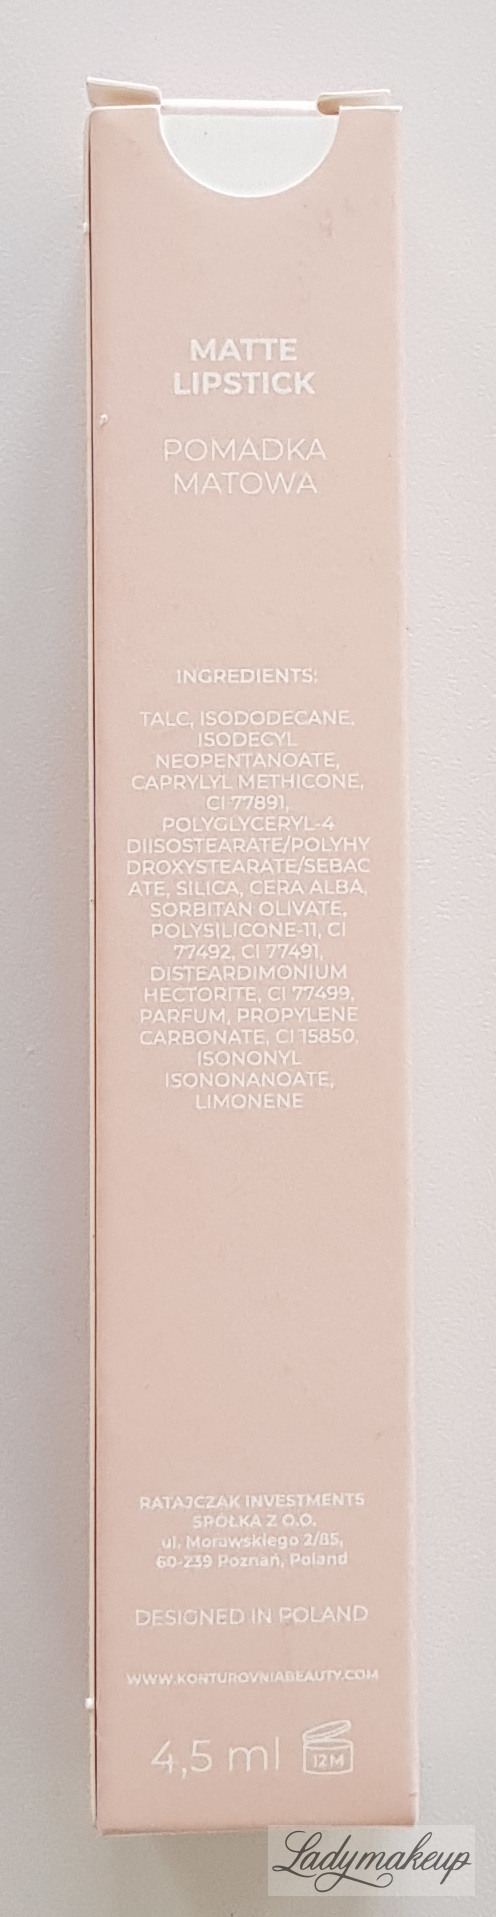 MATTE
LIPSTICK
POMADKA
MATOWA
INGREDIENTS:
TALC, ISODODECANE,
ISODECYL
NEOPENTANOATE,
CAPRYLYL METHICONE,
CI 77891,
POLYGLYCERYL-4
DIISOSTEARATE/POLYHY
DROXYSTEARATE/SEBAC
ATE, SILICA, CERA ALBA,
SORBITAN OLIVATE,
POLYSILICONE-11, CI
77492, CI 77491,
DISTEARDIMONIUM
HECTORITE, CI 77499,
PARFUM, PROPYLENE
CARBONATE, CI 15850,
ISONONYL
ISONONANOATE,
LIMONENE
RATAJCZAK INVESTMENTS
SPÓŁKA Z O.O.
ul. Morawskiego 2/85,
60-239 Poznań, Poland
DESIGNED IN POLAND
WWW.KONTUROVNIABEAUTY.COM
4,5 ml 12M
Ladymakeup